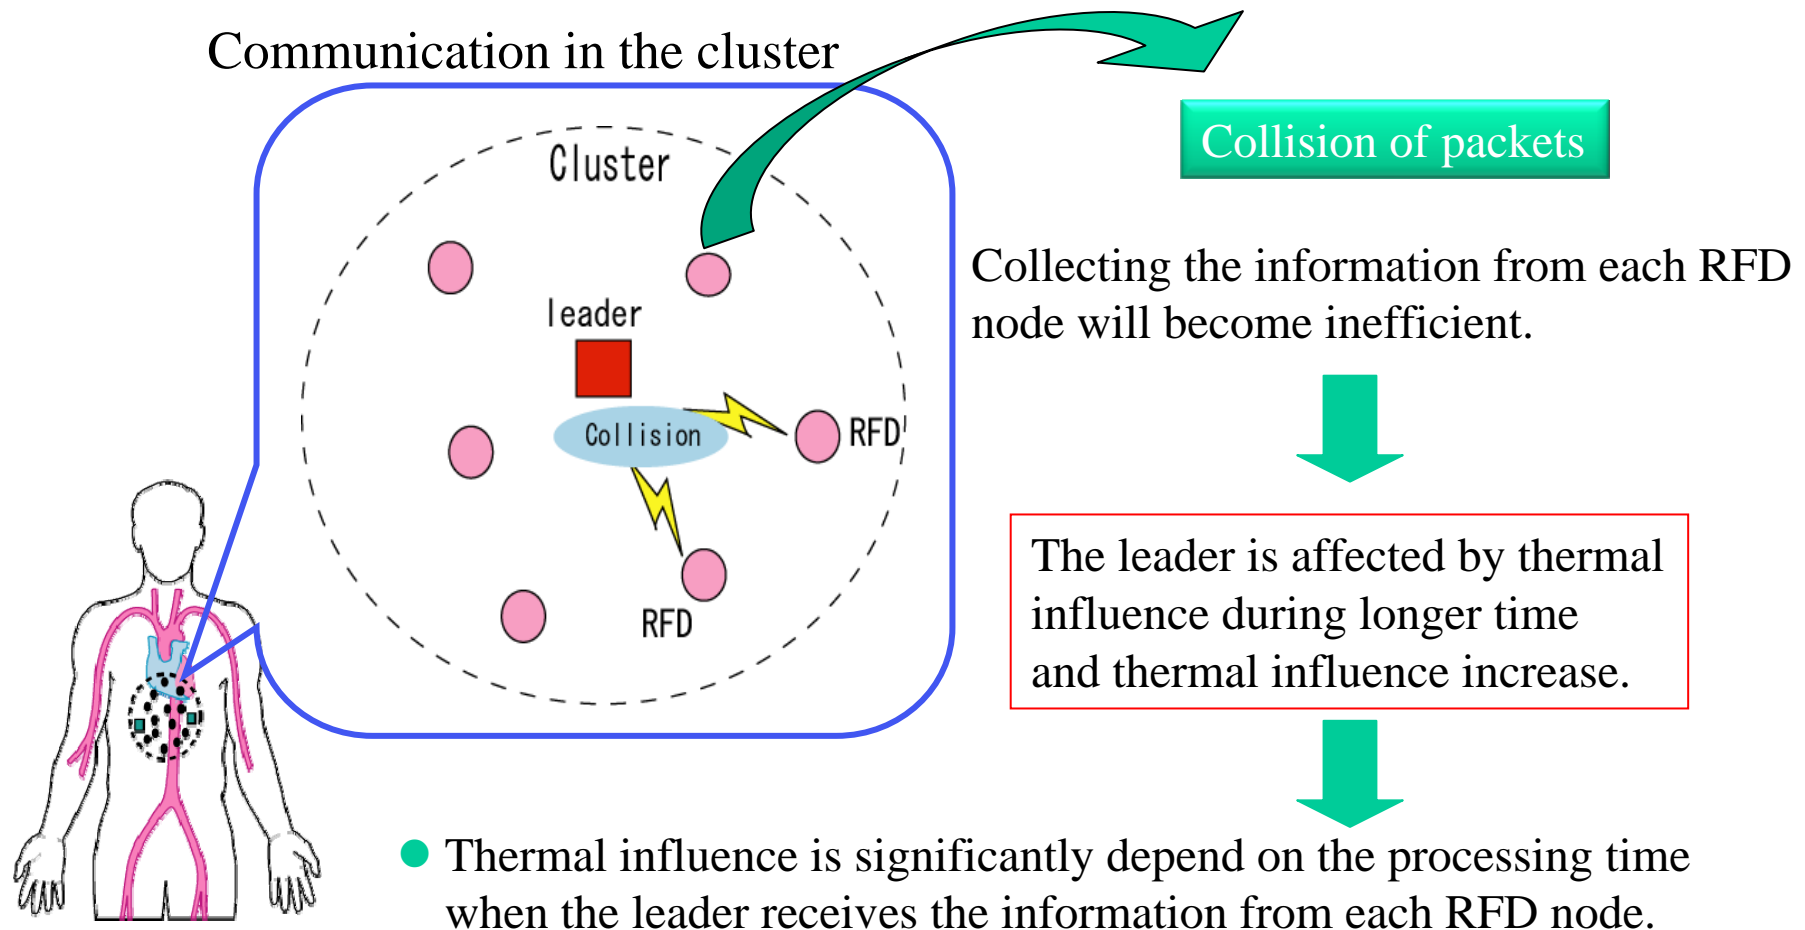 Communication in the cluster
Cluster
leader
Collision
RFD
RFD
Collision of packets
Collecting the information from each RFD
node will become inefficient.
The leader is affected by thermal
influence during longer time
and thermal influence increase.
Thermal influence is significantly depend on the processing time
when the leader receives the information from each RFD node.